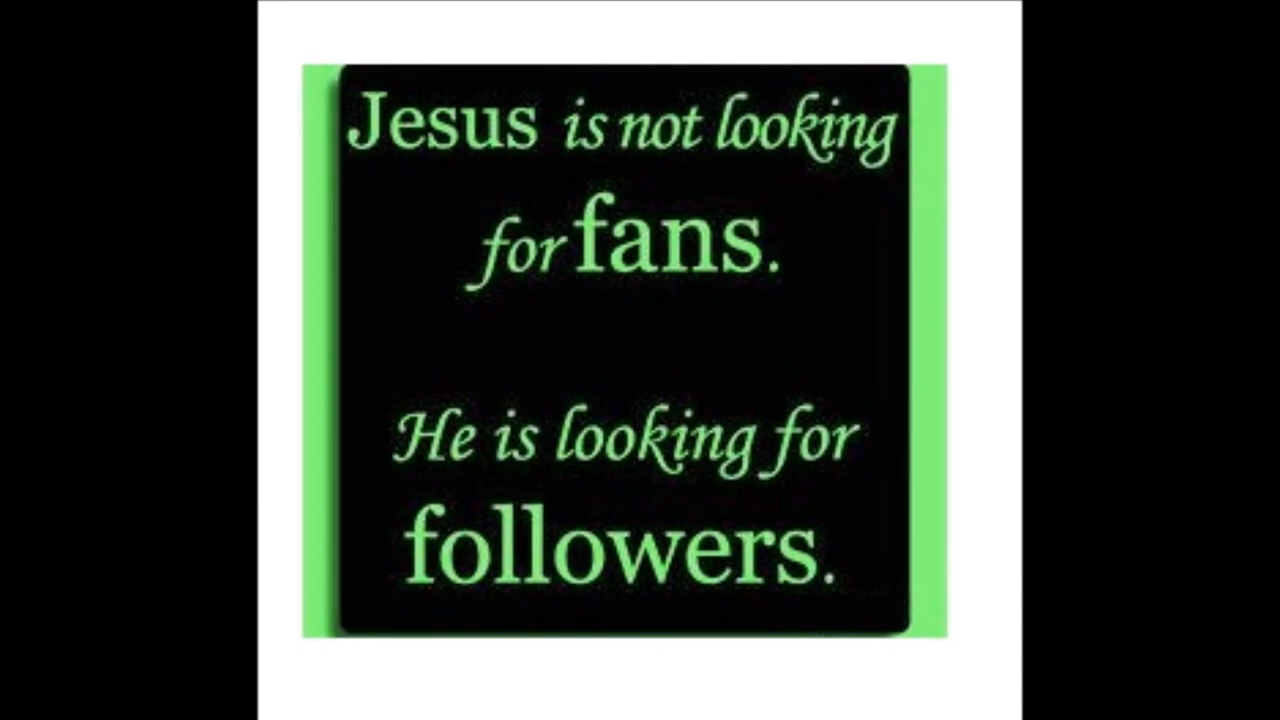 Jesus is not looking
for fans.
He is looking for
followers.